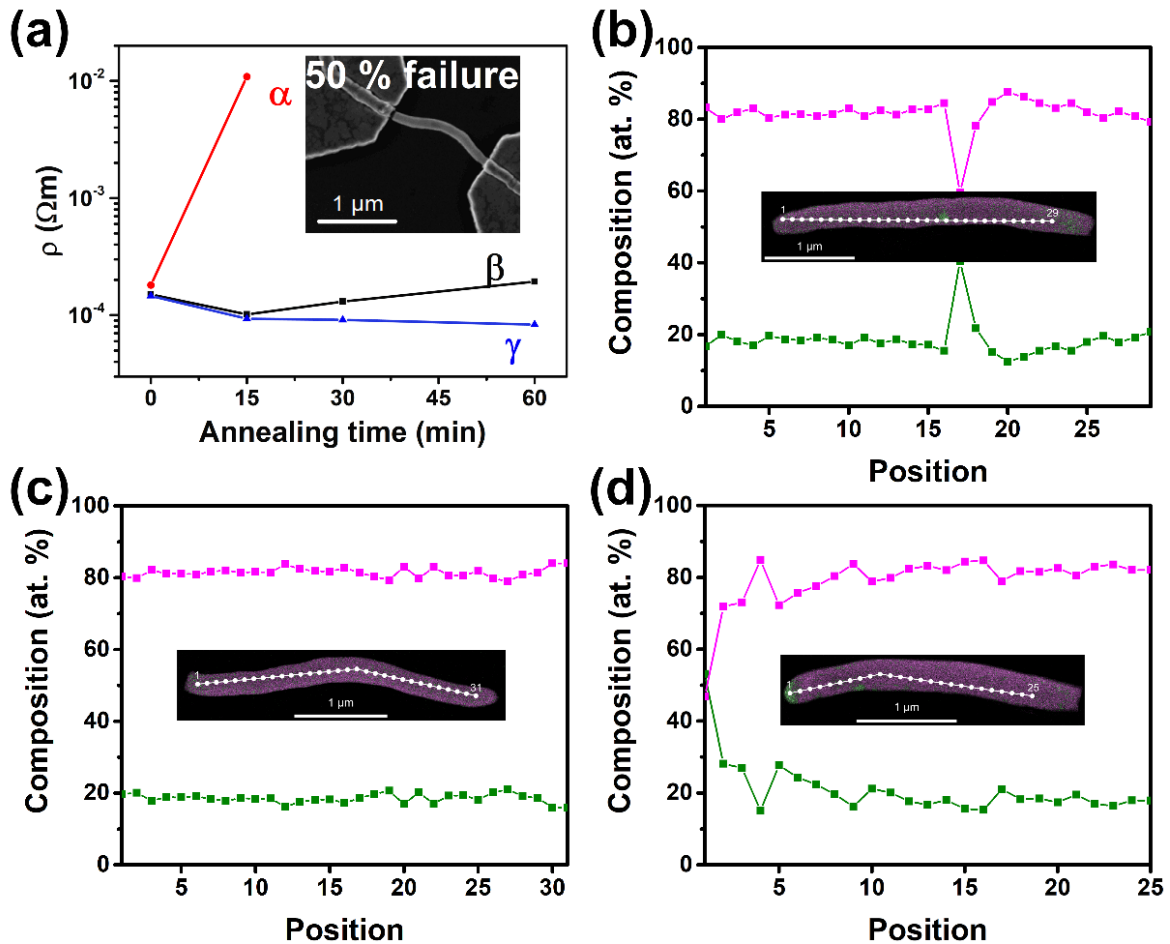 (a)
50 % failure
10⁻²
α
10⁻³
ρ (Ωm)
1 µm
β
10⁻⁴
γ
0 15 30 45 60
Annealing time (min)
(b)
100
80
60
40
20
0
Composition (at. %)
1
29
1 µm
5 10 15 20 25
Position
(c)
100
80
60
40
20
0
Composition (at. %)
1
31
1 µm
5 10 15 20 25 30
Position
(d)
100
80
60
40
20
0
Composition (at. %)
1
25
1 µm
5 10 15 20 25
Position